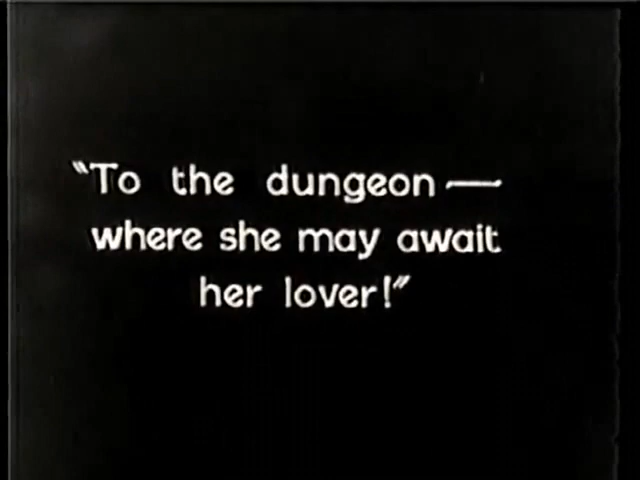 "To the dungeon —
where she may await
her lover!"